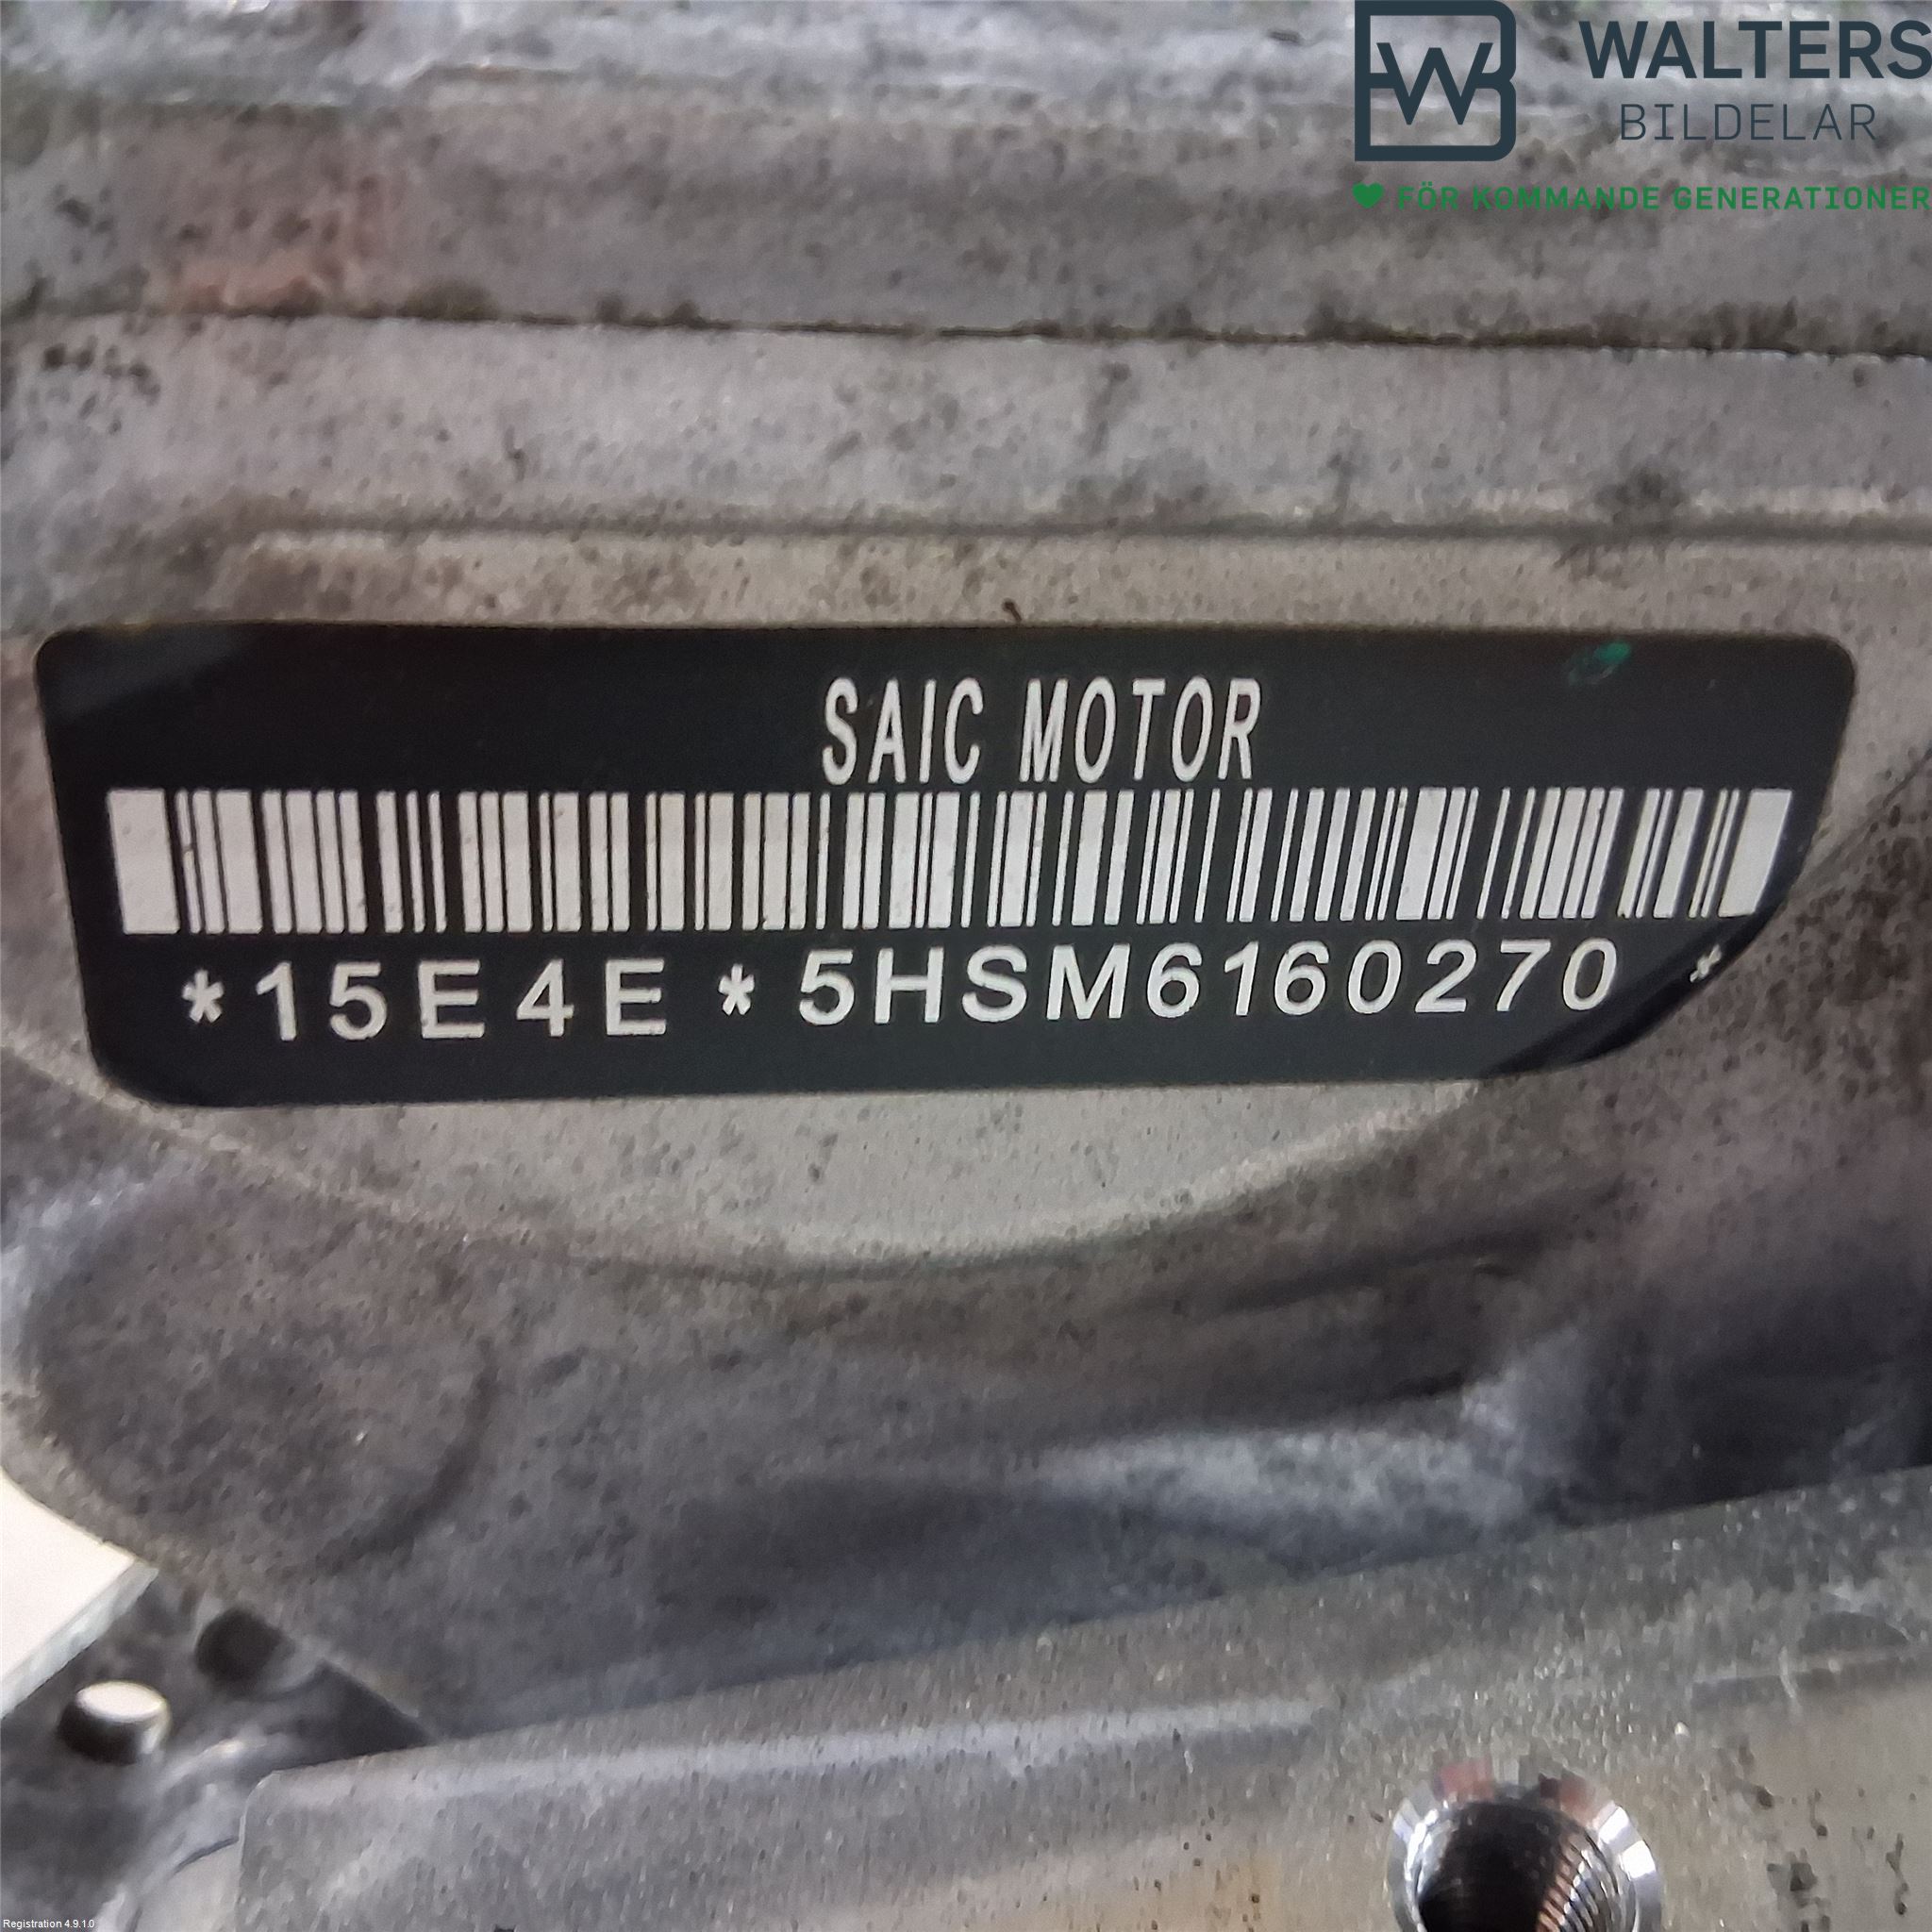 WALTERS
BILDELAR
FÖR KOMMANDE GENERATIONER
SAIC MOTOR
*15E4E*5HSM6160270*
Registration 4.9.1.0